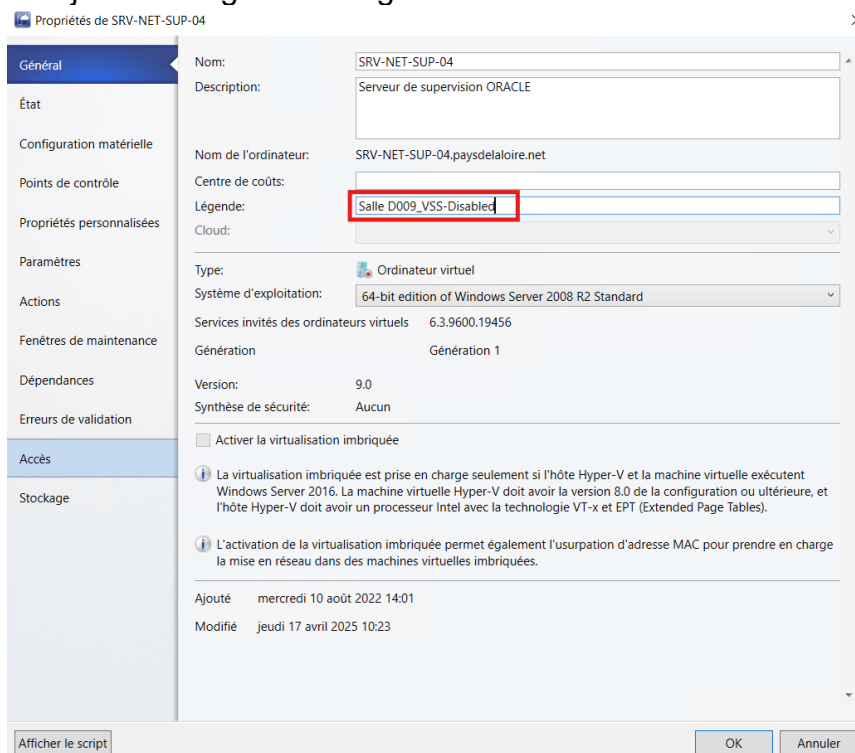 Propriétés de SRV-NET-SUP-04
Général
État
Configuration matérielle
Points de contrôle
Propriétés personnalisées
Paramètres
Actions
Fenêtres de maintenance
Dépendances
Erreurs de validation
Accès
Stockage
Nom: SRV-NET-SUP-04
Description: Serveur de supervision ORACLE
Nom de l'ordinateur: SRV-NET-SUP-04.paysdelaloire.net
Centre de coûts:
Légende: Salle D009_VSS-Disabled
Cloud:
Type: Ordinateur virtuel
Système d'exploitation: 64-bit edition of Windows Server 2008 R2 Standard
Services invités des ordinateurs virtuels 6.3.9600.19456
Génération Génération 1
Version: 9.0
Synthèse de sécurité: Aucun
Activer la virtualisation imbriquée
La virtualisation imbriquée est prise en charge seulement si l'hôte Hyper-V et la machine virtuelle exécutent
Windows Server 2016. La machine virtuelle Hyper-V doit avoir la version 8.0 de la configuration ou ultérieure, et
l'hôte Hyper-V doit avoir un processeur Intel avec la technologie VT-x et EPT (Extended Page Tables).
L'activation de la virtualisation imbriquée permet également l'usurpation d'adresse MAC pour prendre en charge
la mise en réseau dans des machines virtuelles imbriquées.
Ajouté mercredi 10 août 2022 14:01
Modifié jeudi 17 avril 2025 10:23
Afficher le script
OK
Annuler